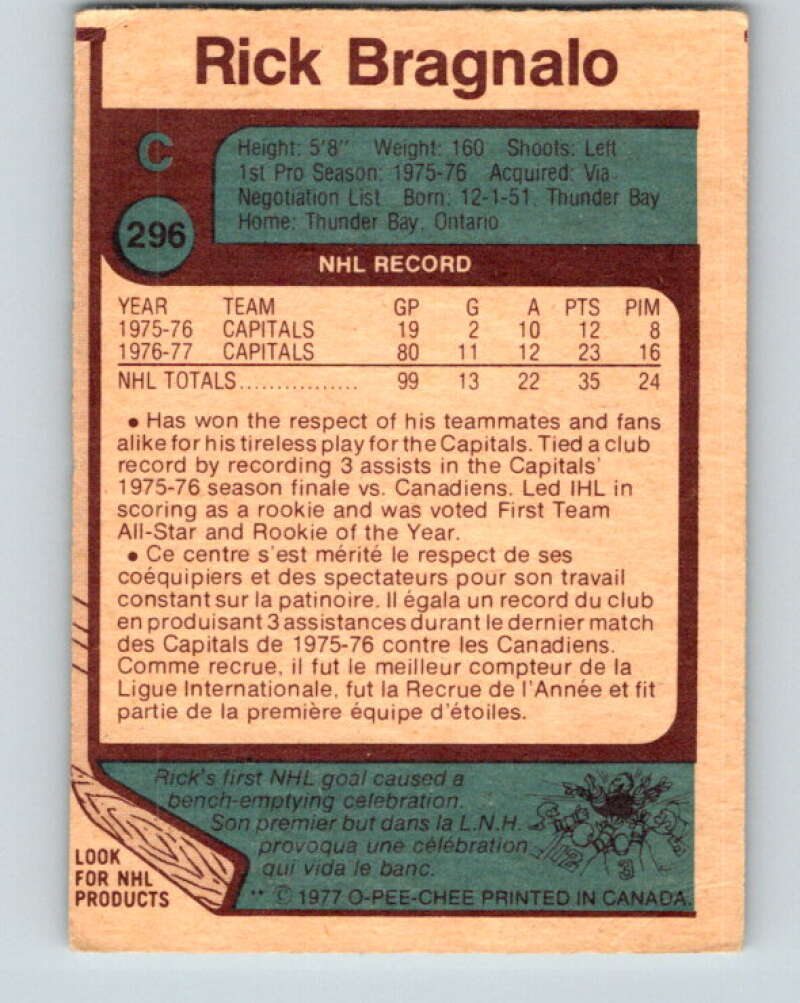 Rick Bragnalo
C
Height: 5'8" Weight: 160 Shoots: Left
1st Pro Season: 1975-76 Acquired: Via
Negotiation List Born: 12-1-51, Thunder Bay
Home: Thunder Bay, Ontario
296
NHL RECORD
YEAR TEAM GP G A PTS PIM
1975-76 CAPITALS 19 2 10 12 8
1976-77 CAPITALS 80 11 12 23 16
NHL TOTALS................ 99 13 22 35 24
• Has won the respect of his teammates and fans
alike for his tireless play for the Capitals. Tied a club
record by recording 3 assists in the Capitals'
1975-76 season finale vs. Canadiens. Led IHL in
scoring as a rookie and was voted First Team
All-Star and Rookie of the Year.
• Ce centre s'est mérité le respect de ses
coéquipiers et des spectateurs pour son travail
constant sur la patinoire. Il égala un record du club
en produisant 3 assistances durant le dernier match
des Capitals de 1975-76 contre les Canadiens.
Comme recrue, il fut le meilleur compteur de la
Ligue Internationale, fut la Recrue de l'Année et fit
partie de la première équipe d'étoiles.
Rick's first NHL goal caused a
bench-emptying celebration.
Son premier but dans la L.N.H.
provoqua une célébration
qui vida le banc.
12
3
LOOK
FOR NHL
PRODUCTS
** © 1977 O-PEE-CHEE PRINTED IN CANADA.